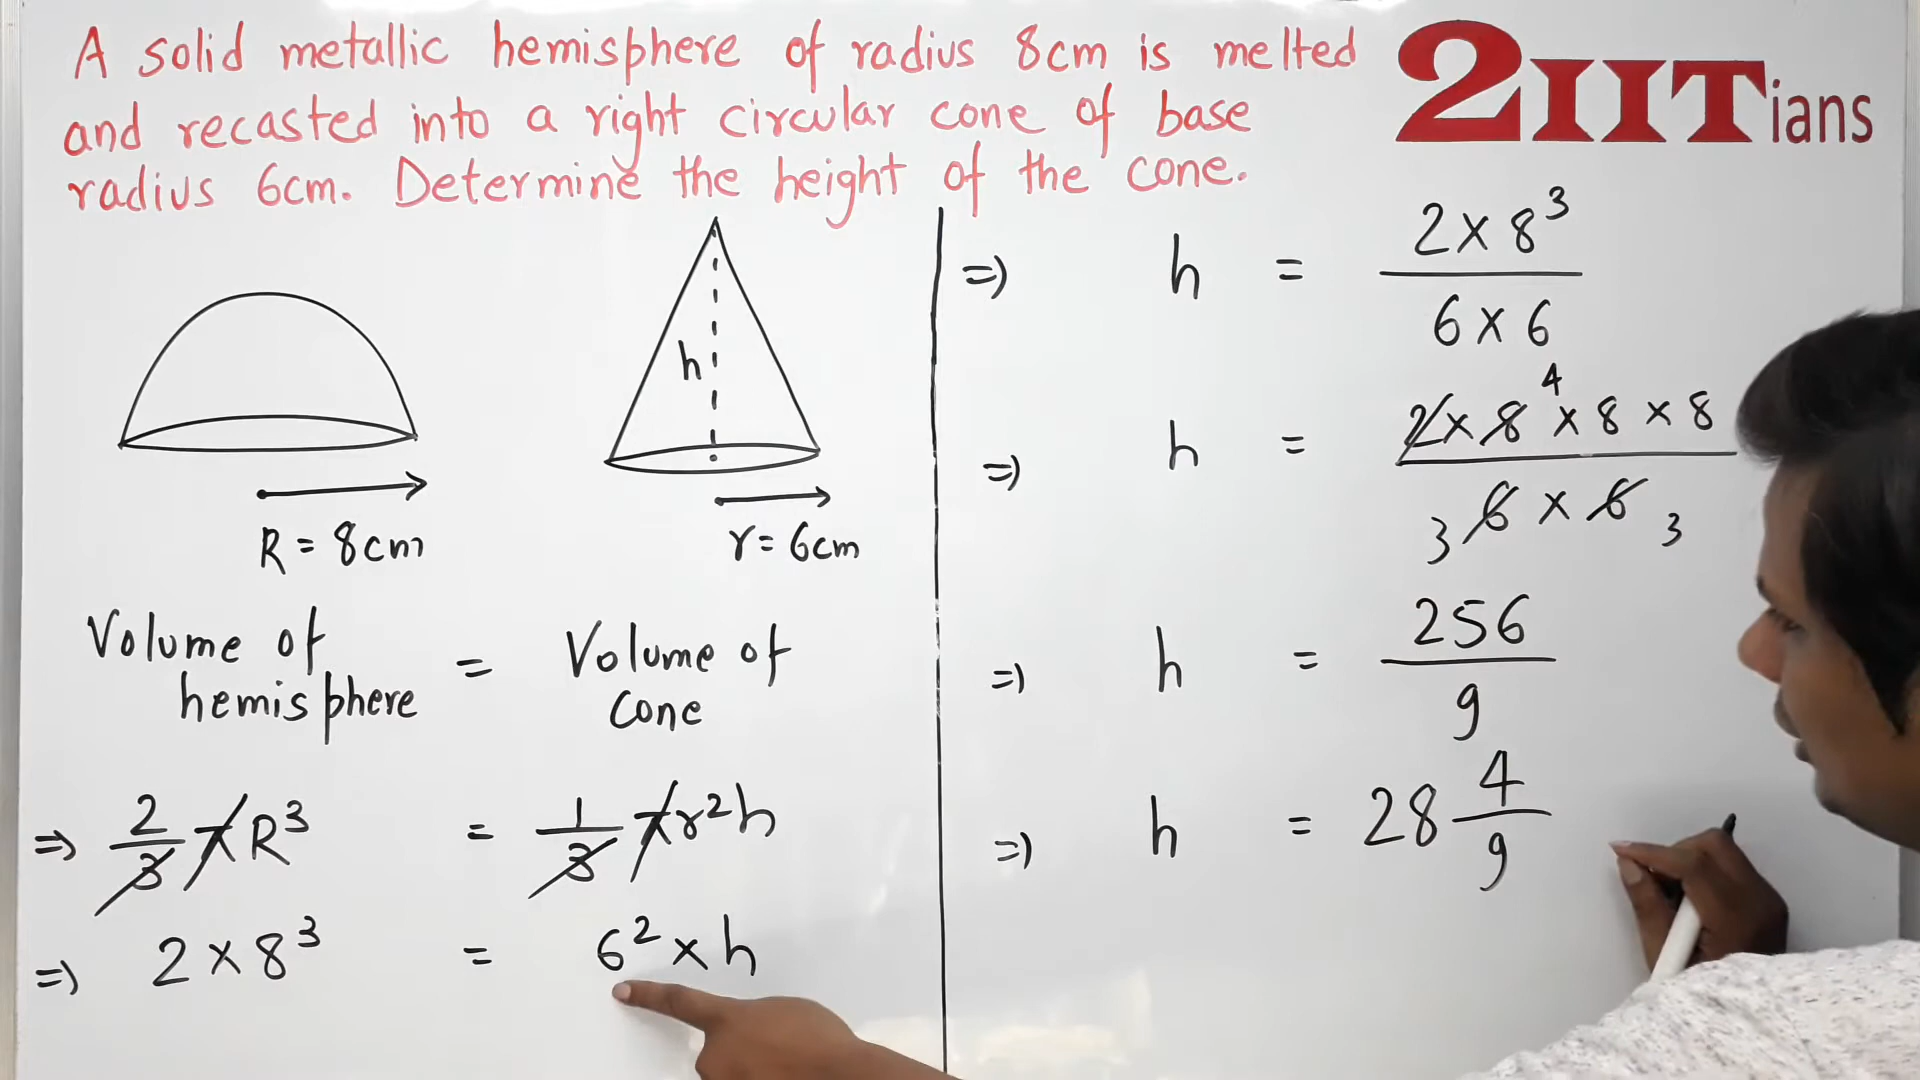 A solid metallic hemisphere of radius 8cm is melted
and recasted into a right circular cone of base
radius 6cm. Determine the height of the cone.
2IITians
h
R = 8cm
r = 6cm
Volume of
hemisphere
=
Volume of
cone
=> 2/3 πR³ = 1/3 πr²h
=> 2 × 8³ = 6² × h
=> h = 2 × 8³ / 6 × 6
4
=> h = 2 × 8 × 8 × 8 / 6 × 6
3 3
=> h = 256 / 9
=> h = 28 4/9